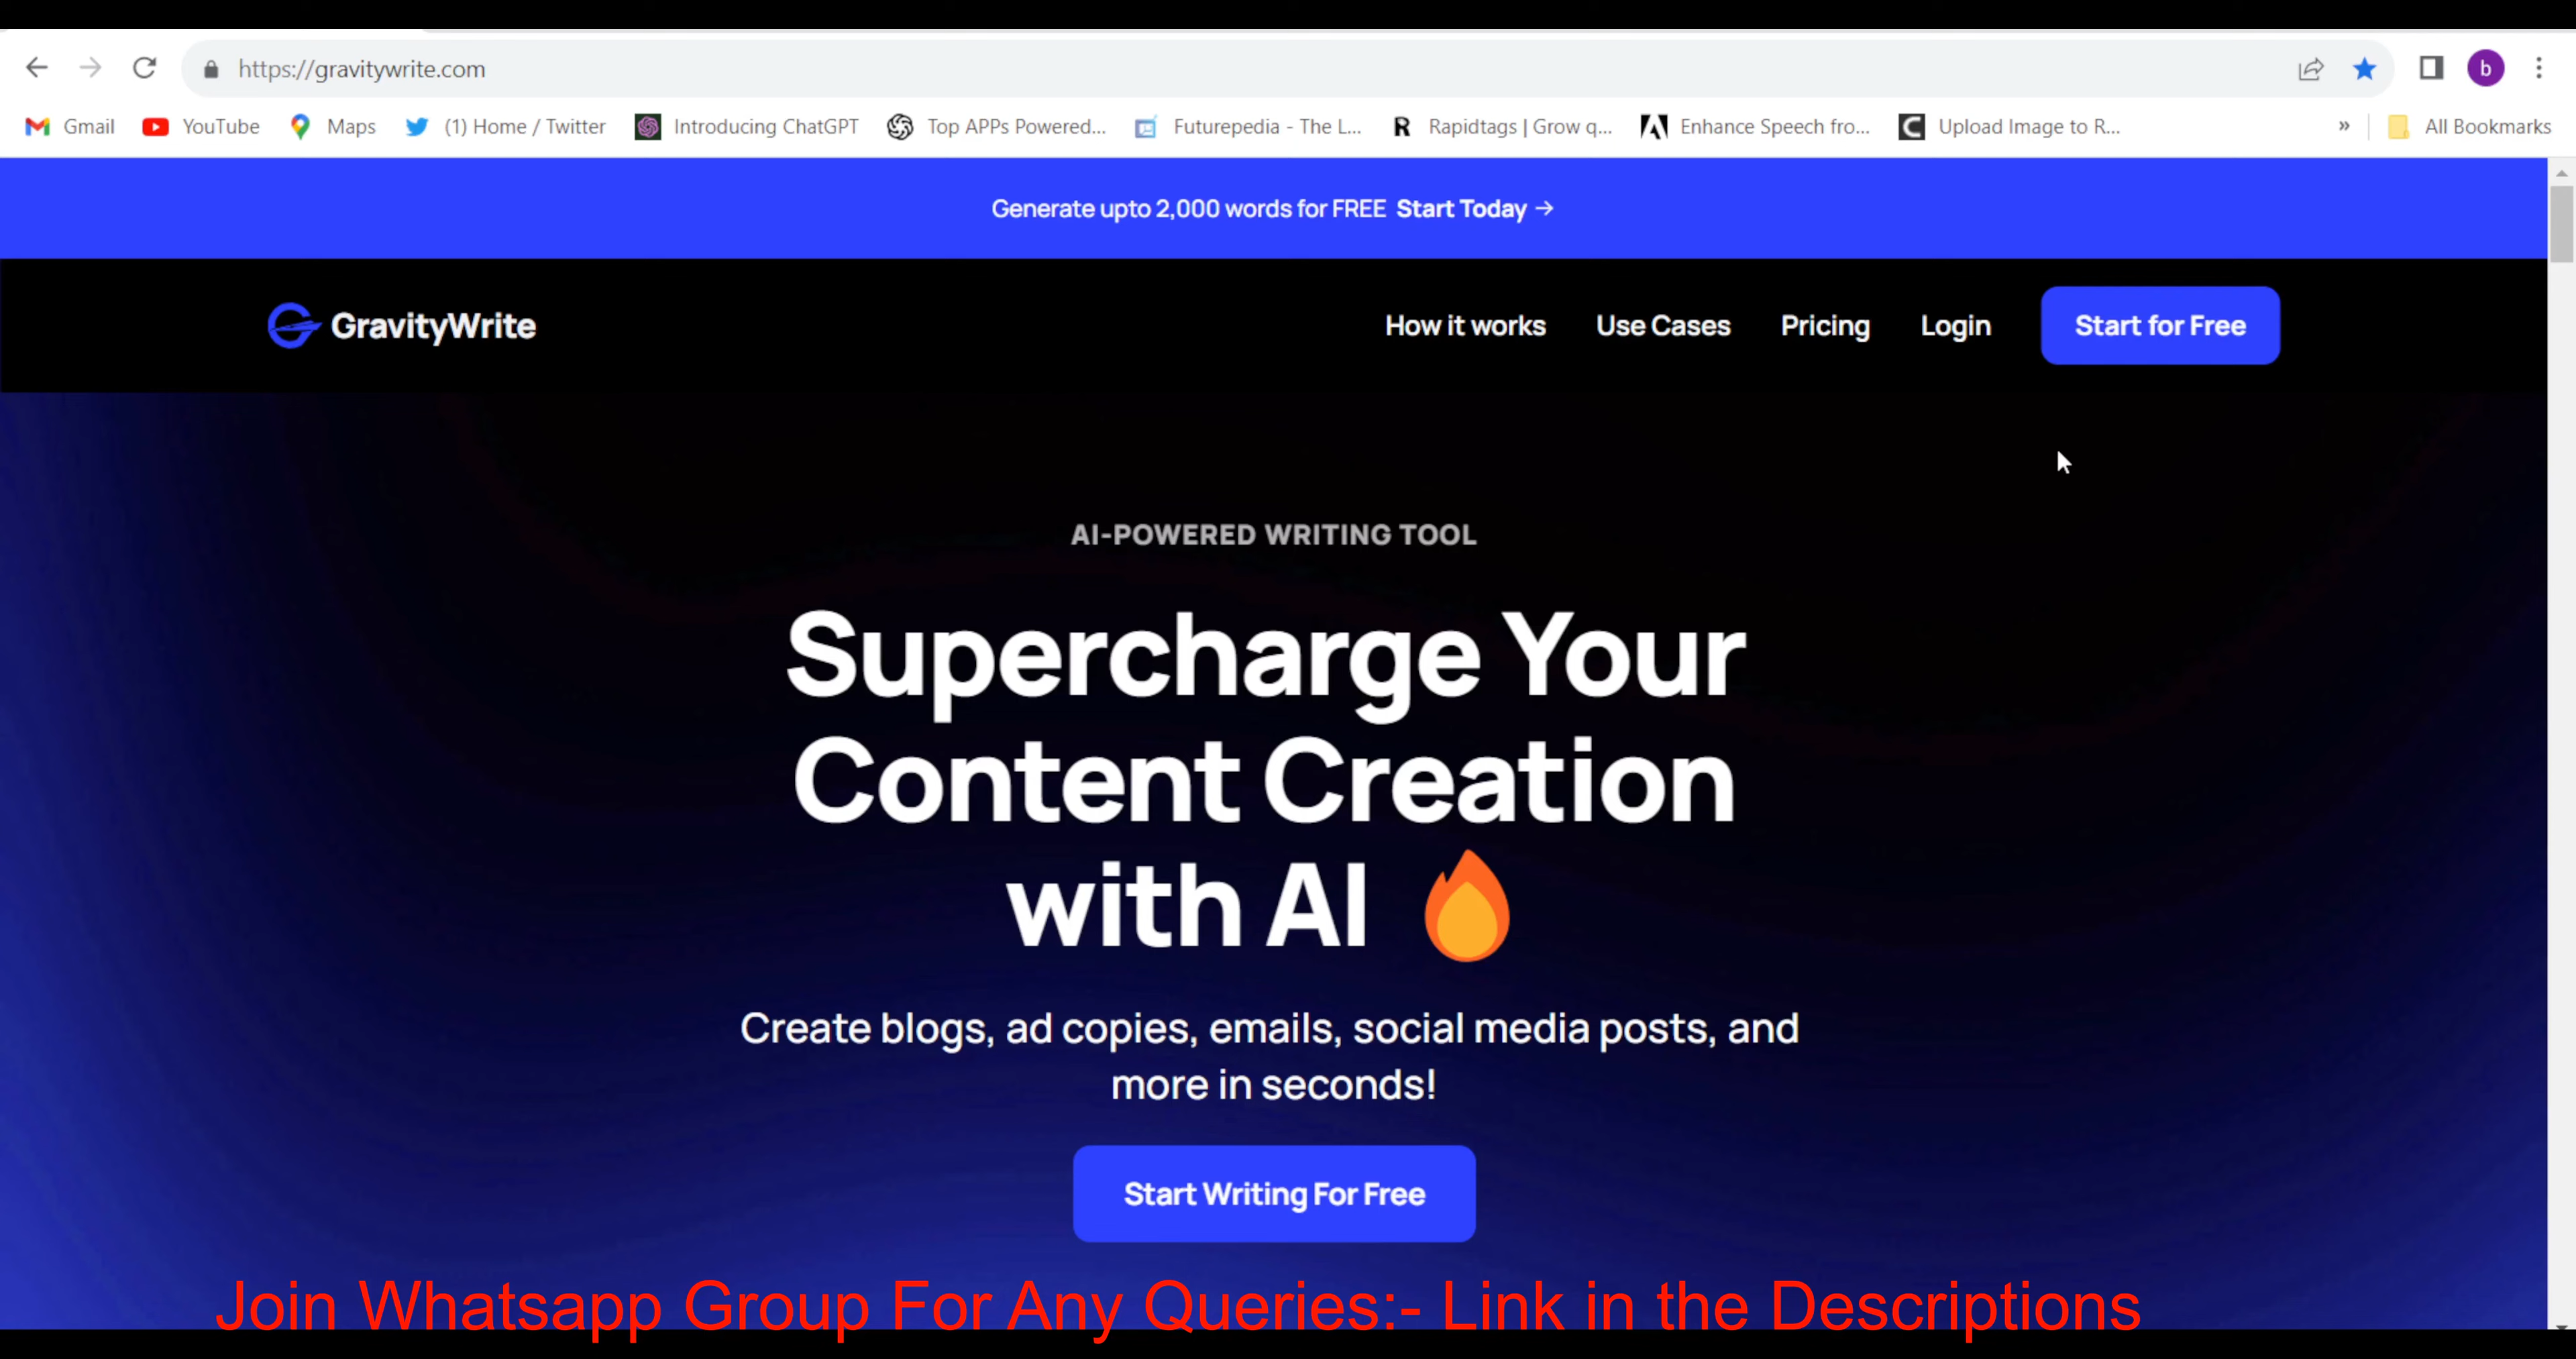 https://gravitywrite.com
b
Gmail YouTube Maps (1) Home / Twitter Introducing ChatGPT Top APPs Powered... Futurepedia - The L... Rapidtags | Grow q... Enhance Speech fro... Upload Image to R... » All Bookmarks
Generate upto 2,000 words for FREE Start Today →
GravityWrite How it works Use Cases Pricing Login Start for Free
AI-POWERED WRITING TOOL
Supercharge Your
Content Creation
with AI 🔥
Create blogs, ad copies, emails, social media posts, and
more in seconds!
Start Writing For Free
Join Whatsapp Group For Any Queries:- Link in the Descriptions